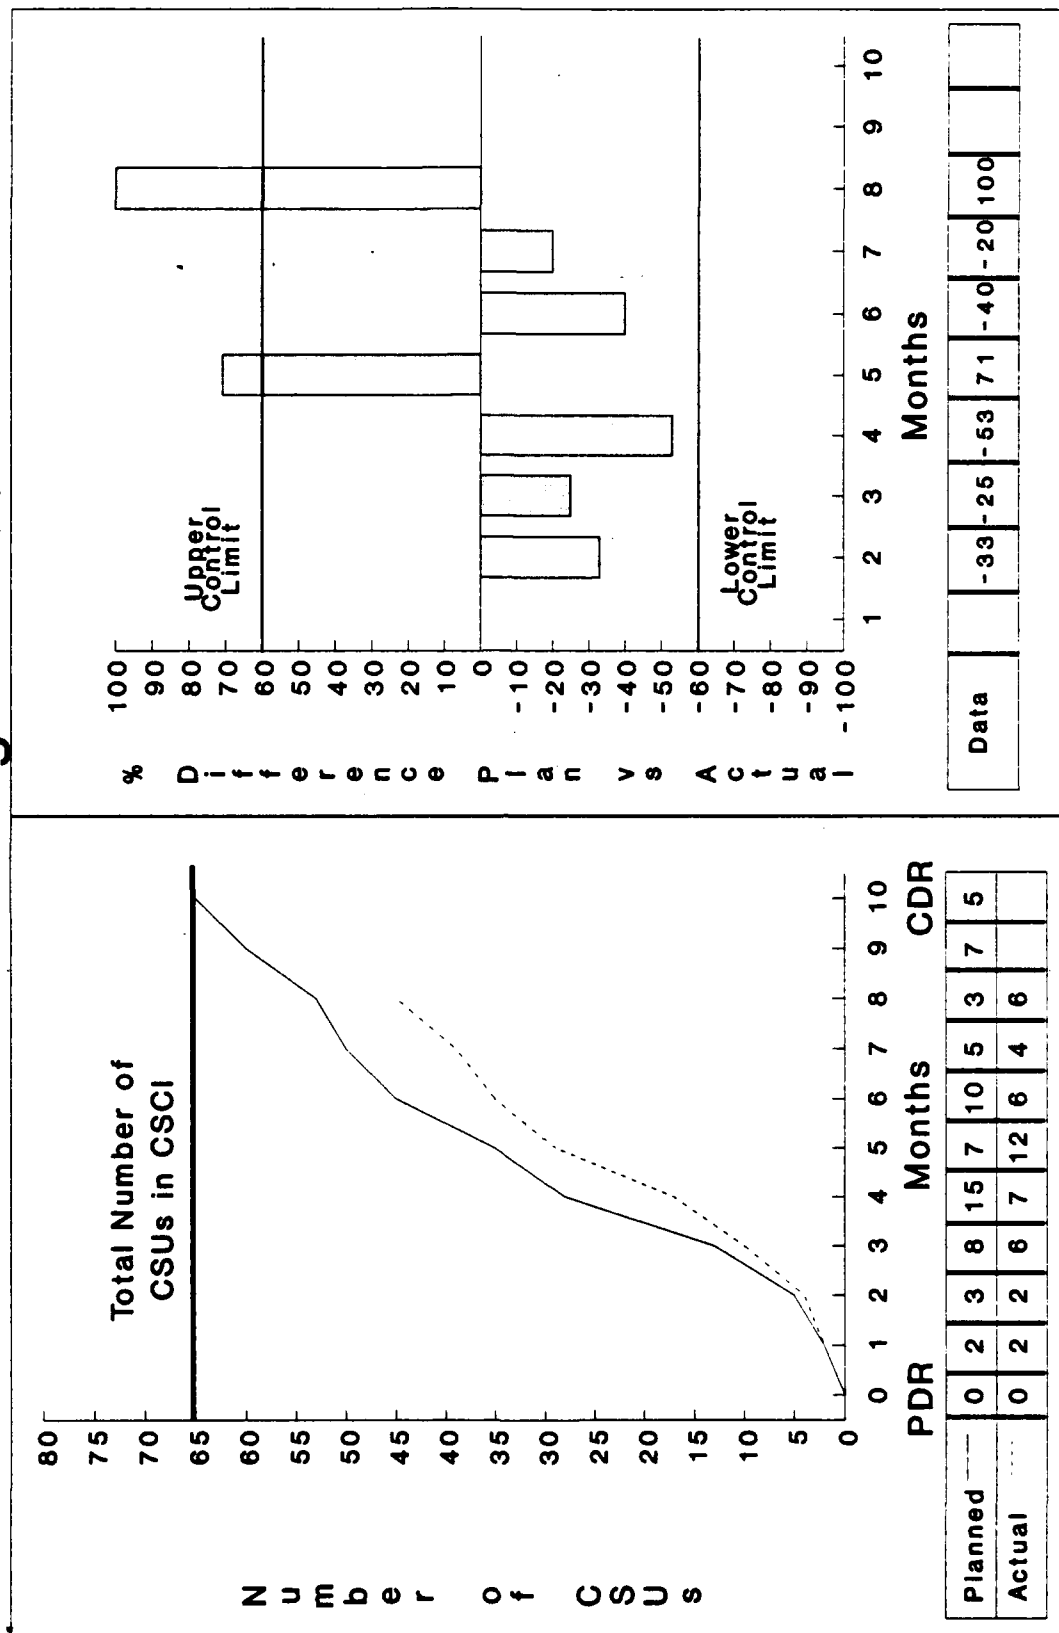 Total Number of
CSUs in CSCI
80
75
70
65
60
55
50
45
40
35
30
25
20
15
10
5
0
Number of CSUs
0 1 2 3 4 5 6 7 8 9 10
PDR Months CDR
Planned 0 2 3 8 15 7 10 5 3 7 5
Actual 0 2 2 6 7 12 6 4 6
% Difference Plan vs Actual
100
90
80
70
60
50
40
30
20
10
0
-10
-20
-30
-40
-50
-60
-70
-80
-90
-100
Upper
Control
Limit
Lower
Control
Limit
1 2 3 4 5 6 7 8 9 10
Months
Data -33 -25 -53 71 -40 -20 100